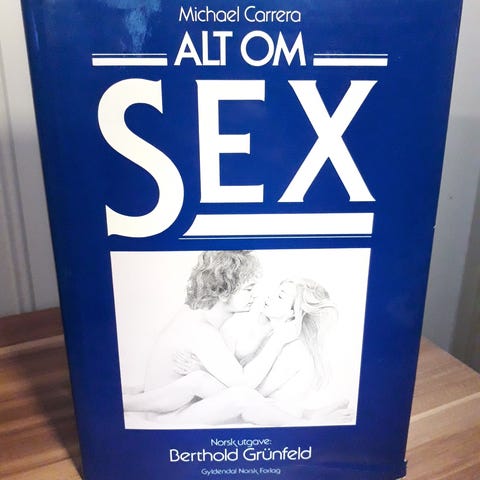 Michael Carrera
ALT OM
SEX
Norsk utgave:
Berthold Grünfeld
Gyldendal Norsk Forlag